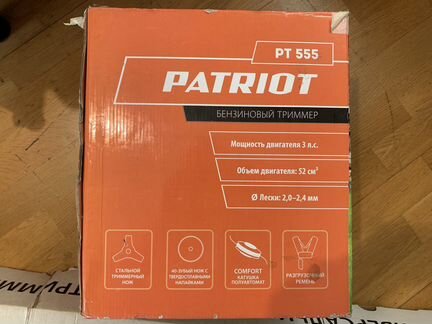 PT 555
PATRIOT
БЕНЗИНОВЫЙ ТРИММЕР
Мощность двигателя 3 л.с.
Объем двигателя: 52 см³
Ø Лески: 2,0–2,4 мм
СТАЛЬНОЙ
ТРИММЕРНЫЙ
НОЖ
40-ЗУБЫЙ НОЖ С
ТВЕРДОСПЛАВНЫМИ
НАПАЙКАМИ
COMFORT
КАТУШКА
ПОЛУАВТОМАТ
РАЗГРУЗОЧНЫЙ
РЕМЕНЬ